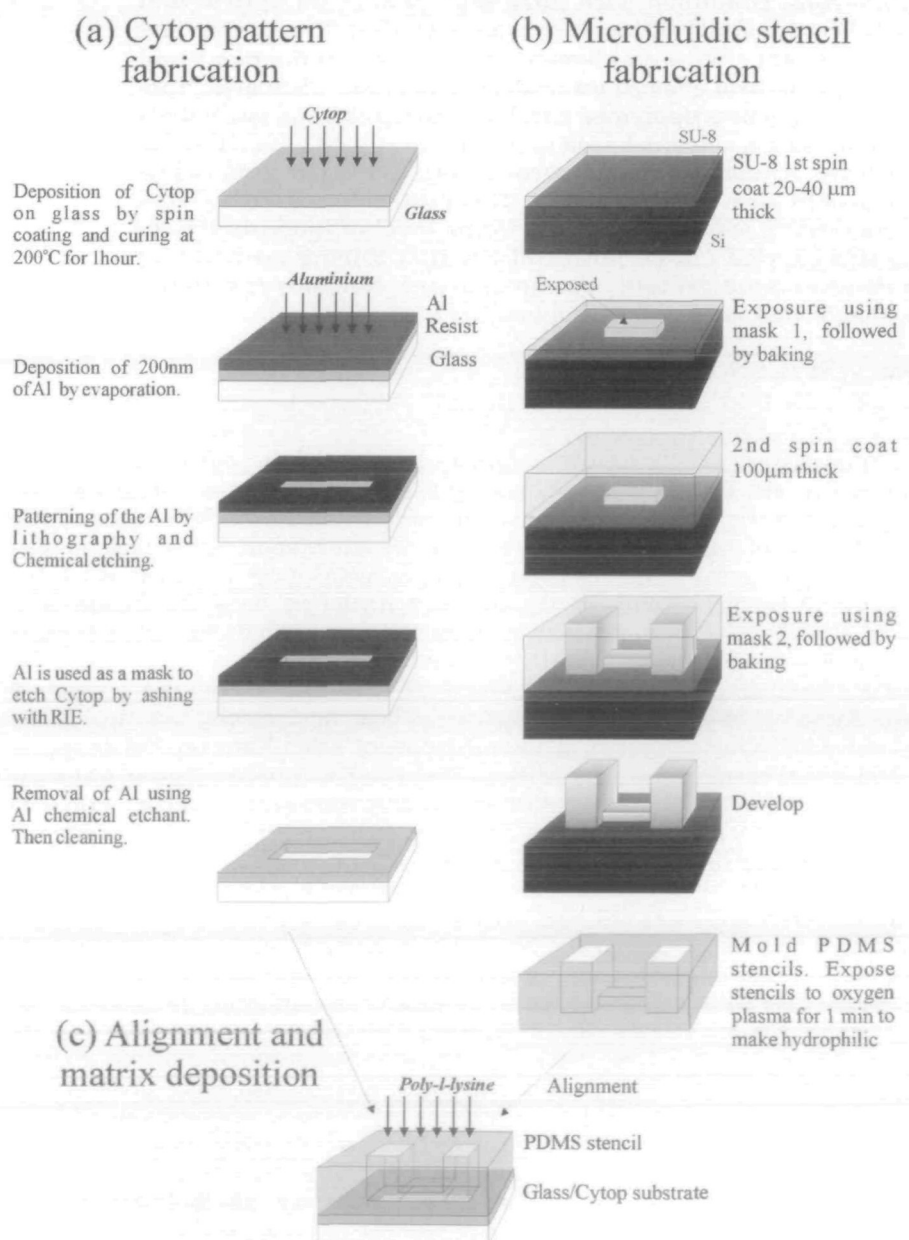 (a) Cytop pattern
fabrication
Cytop
Deposition of Cytop
on glass by spin
coating and curing at
200°C for 1hour.
Glass
Aluminium
Al
Resist
Glass
Deposition of 200nm
of Al by evaporation.
Patterning of the Al by
lithography and
Chemical etching.
Al is used as a mask to
etch Cytop by ashing
with RIE.
Removal of Al using
Al chemical etchant.
Then cleaning.
(b) Microfluidic stencil
fabrication
SU-8
SU-8 1st spin
coat 20-40 µm
thick
Si
Exposed
Exposure using
mask 1, followed
by baking
2nd spin coat
100µm thick
Exposure using
mask 2, followed by
baking
Develop
Mold PDMS
stencils. Expose
stencils to oxygen
plasma for 1 min to
make hydrophilic
(c) Alignment and
matrix deposition
Poly-l-lysine
Alignment
PDMS stencil
Glass/Cytop substrate